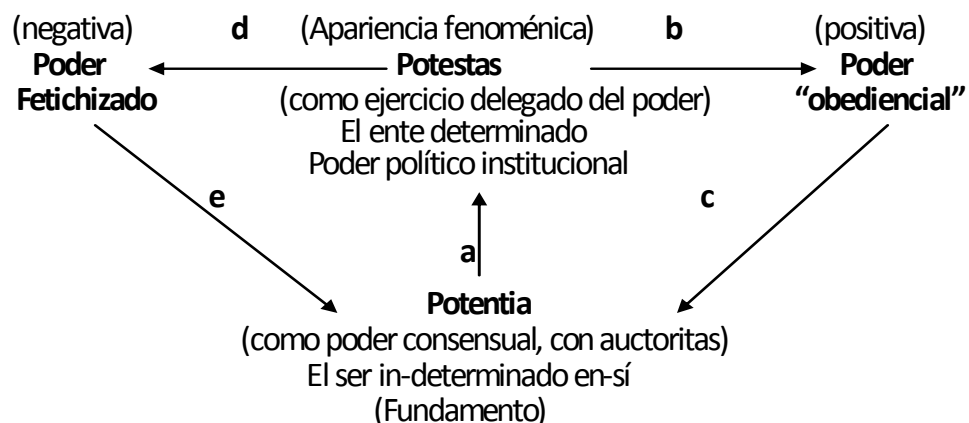 (negativa) d (Apariencia fenoménica) b (positiva)
Poder Potestas Poder
Fetichizado “obediencial”
(como ejercicio delegado del poder)
El ente determinado
Poder político institucional
e c
a
Potentia
(como poder consensual, con auctoritas)
El ser in-determinado en-sí
(Fundamento)